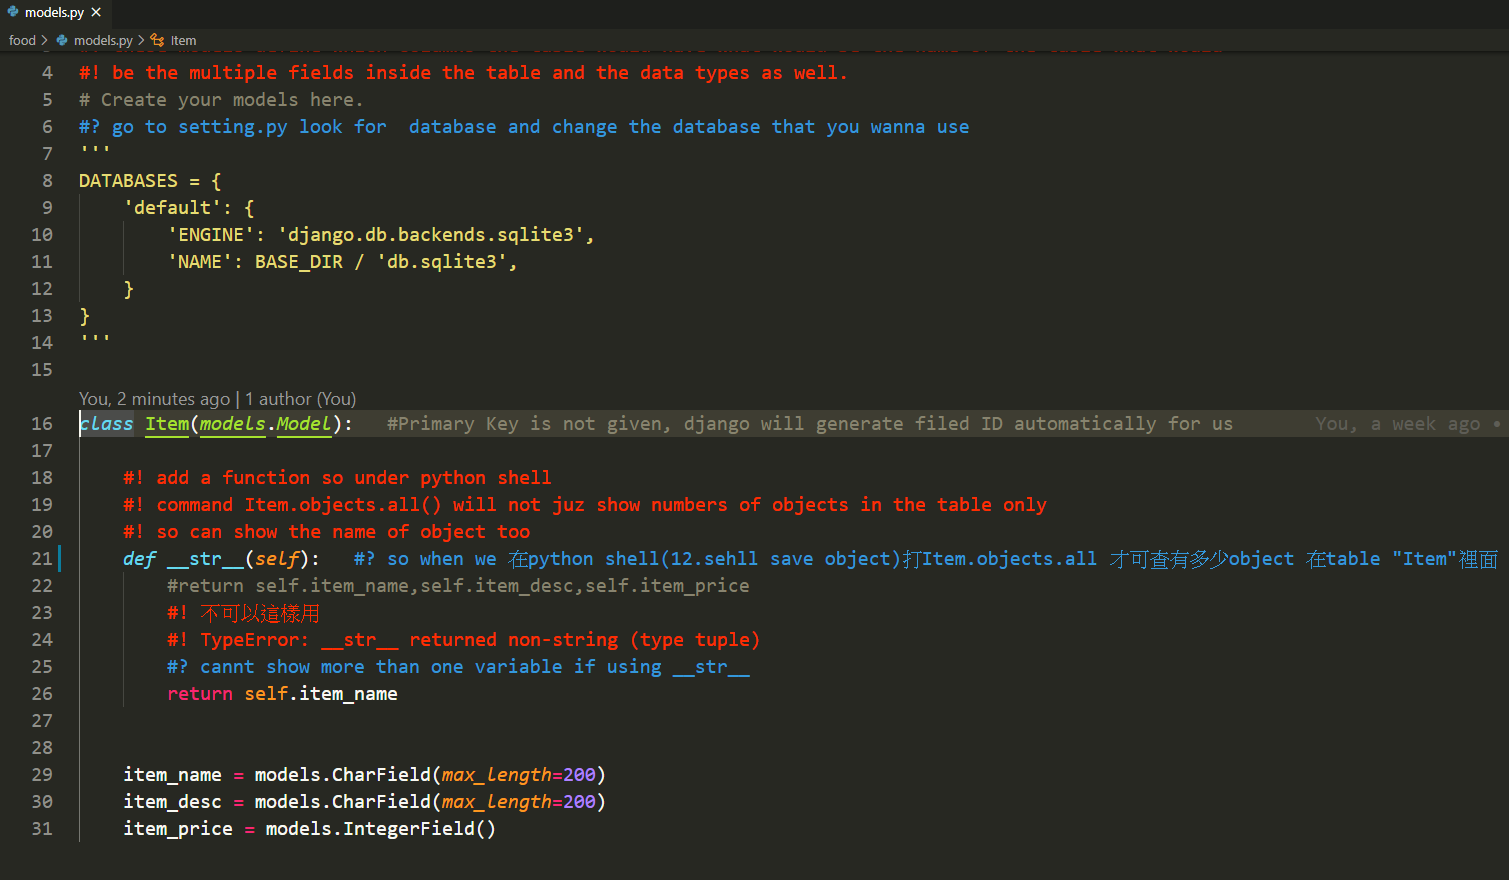 models.py
food > models.py > Item
4 #! be the multiple fields inside the table and the data types as well.
5 # Create your models here.
6 #? go to setting.py look for  database and change the database that you wanna use
7 '''
8 DATABASES = {
9     'default': {
10         'ENGINE': 'django.db.backends.sqlite3',
11         'NAME': BASE_DIR / 'db.sqlite3',
12     }
13 }
14 '''
15
You, 2 minutes ago | 1 author (You)
16 class Item(models.Model):   #Primary Key is not given, django will generate filed ID automatically for us   You, a week ago •
17
18     #! add a function so under python shell
19     #! command Item.objects.all() will not juz show numbers of objects in the table only
20     #! so can show the name of object too
21     def __str__(self):   #? so when we 在python shell(12.sehll save object)打Item.objects.all 才可查有多少object 在table "Item"裡面
22         #return self.item_name,self.item_desc,self.item_price
23         #! 不可以這樣用
24         #! TypeError: __str__ returned non-string (type tuple)
25         #? cannt show more than one variable if using __str__
26         return self.item_name
27
28
29     item_name = models.CharField(max_length=200)
30     item_desc = models.CharField(max_length=200)
31     item_price = models.IntegerField()